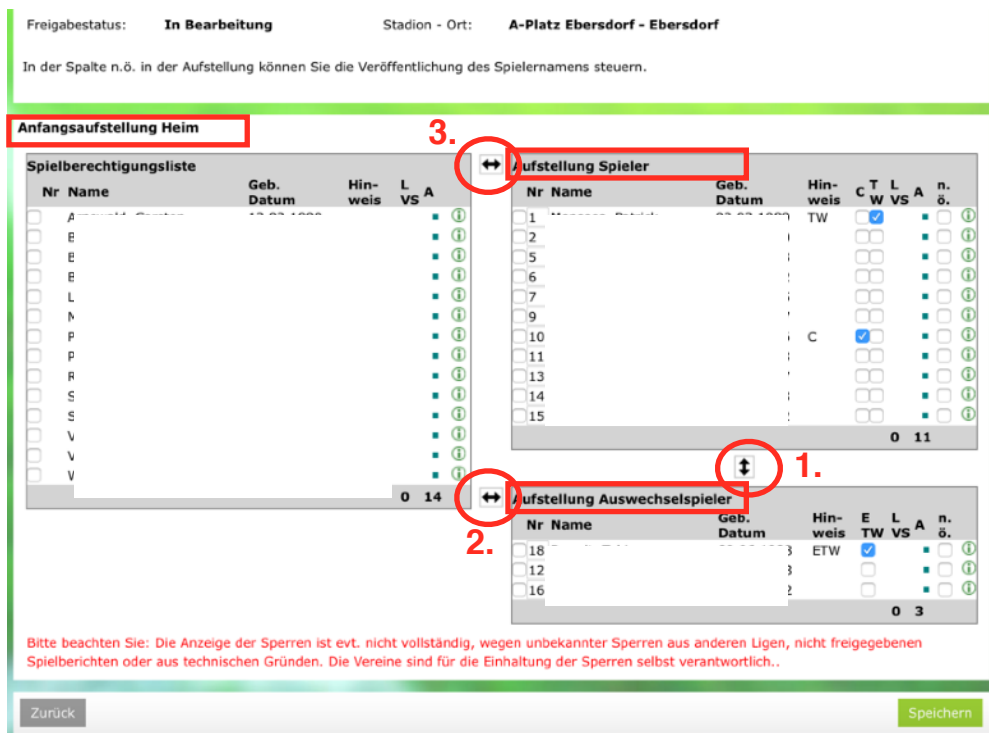 Freigabestatus: In Bearbeitung Stadion - Ort: A-Platz Ebersdorf - Ebersdorf
In der Spalte n.ö. in der Aufstellung können Sie die Veröffentlichung des Spielernamens steuern.
Anfangsaufstellung Heim
3.
Spielberechtigungsliste
Nr Name Geb. Datum Hin-weis L VS A
A
B
B
B
L
M
P
P
R
S
S
V
V
W
0 14
Aufstellung Spieler
Nr Name Geb. Datum Hin-weis C T W L VS A n. ö.
1 TW
2
5
6
7
9
10 C
11
13
14
15
0 11
1.
2.
Aufstellung Auswechselspieler
Nr Name Geb. Datum Hin-weis E TW L VS A n. ö.
18 ETW
12
16
0 3
Bitte beachten Sie: Die Anzeige der Sperren ist evt. nicht vollständig, wegen unbekannter Sperren aus anderen Ligen, nicht freigegebenen
Spielberichten oder aus technischen Gründen. Die Vereine sind für die Einhaltung der Sperren selbst verantwortlich..
Zurück Speichern